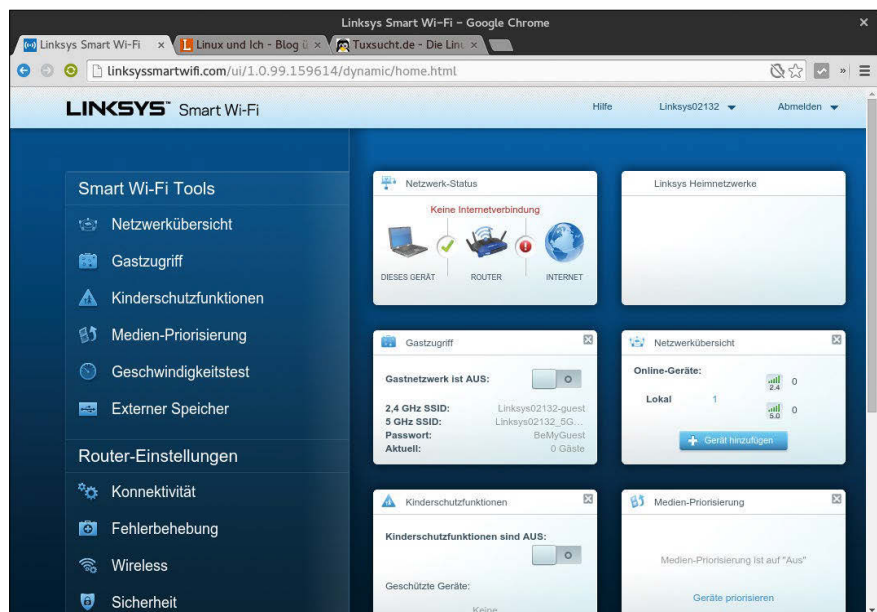 Linksys Smart Wi-Fi - Google Chrome
Linksys Smart Wi-Fi
Linux und Ich - Blog ü
Tuxsucht.de - Die Linu
linksyssmartwifi.com/ui/1.0.99.159614/dynamic/home.html
LINKSYS™ Smart Wi-Fi
Hilfe
Linksys02132
Abmelden
Smart Wi-Fi Tools
Netzwerkübersicht
Gastzugriff
Kinderschutzfunktionen
Medien-Priorisierung
Geschwindigkeitstest
Externer Speicher
Router-Einstellungen
Konnektivität
Fehlerbehebung
Wireless
Sicherheit
Netzwerk-Status
Keine Internetverbindung
DIESES GERÄT ROUTER INTERNET
Linksys Heimnetzwerke
Gastzugriff
Gastnetzwerk ist AUS:
2,4 GHz SSID: Linksys02132-guest
5 GHz SSID: Linksys02132_5G...
Passwort: BeMyGuest
Aktuell: 0 Gäste
Netzwerkübersicht
Online-Geräte:
2.4 0
Lokal 1
5.0 0
Gerät hinzufügen
Kinderschutzfunktionen
Kinderschutzfunktionen sind AUS:
Geschützte Geräte:
Keine
Medien-Priorisierung
Medien-Priorisierung ist auf "Aus"
Geräte priorisieren